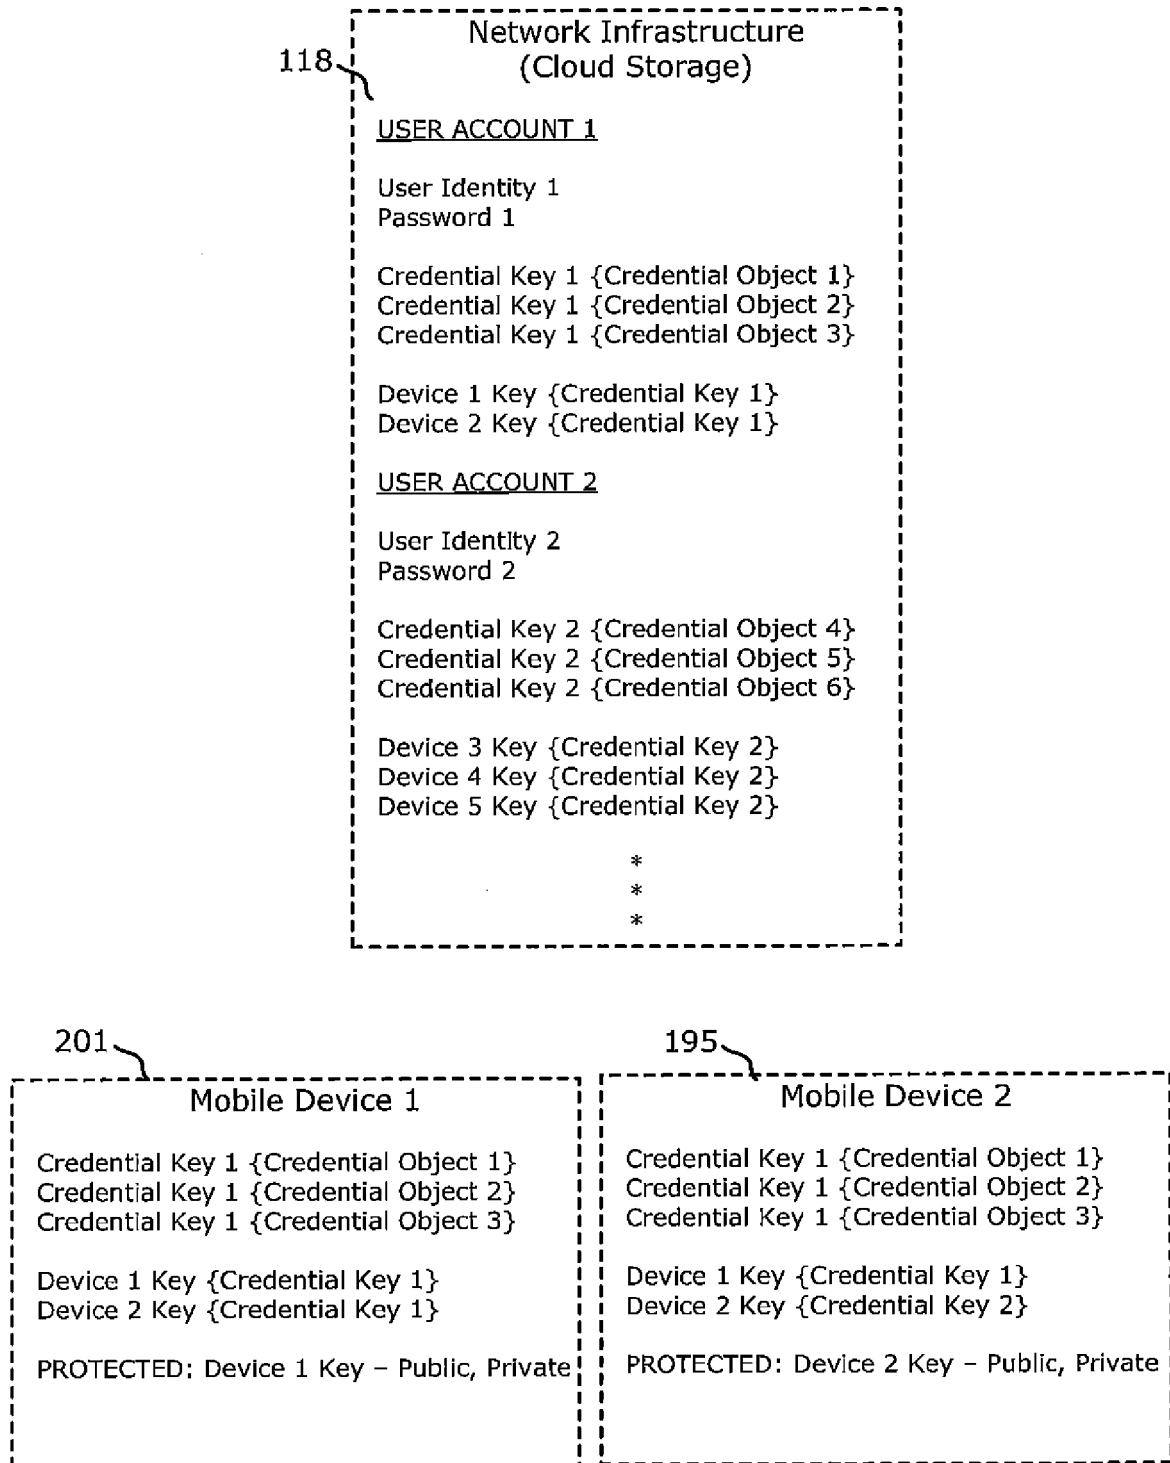 Network Infrastructure
(Cloud Storage)
118
USER ACCOUNT 1
User Identity 1
Password 1
Credential Key 1 {Credential Object 1}
Credential Key 1 {Credential Object 2}
Credential Key 1 {Credential Object 3}
Device 1 Key {Credential Key 1}
Device 2 Key {Credential Key 1}
USER ACCOUNT 2
User Identity 2
Password 2
Credential Key 2 {Credential Object 4}
Credential Key 2 {Credential Object 5}
Credential Key 2 {Credential Object 6}
Device 3 Key {Credential Key 2}
Device 4 Key {Credential Key 2}
Device 5 Key {Credential Key 2}
*
*
*
201
Mobile Device 1
Credential Key 1 {Credential Object 1}
Credential Key 1 {Credential Object 2}
Credential Key 1 {Credential Object 3}
Device 1 Key {Credential Key 1}
Device 2 Key {Credential Key 1}
PROTECTED: Device 1 Key – Public, Private
195
Mobile Device 2
Credential Key 1 {Credential Object 1}
Credential Key 1 {Credential Object 2}
Credential Key 1 {Credential Object 3}
Device 1 Key {Credential Key 1}
Device 2 Key {Credential Key 2}
PROTECTED: Device 2 Key – Public, Private